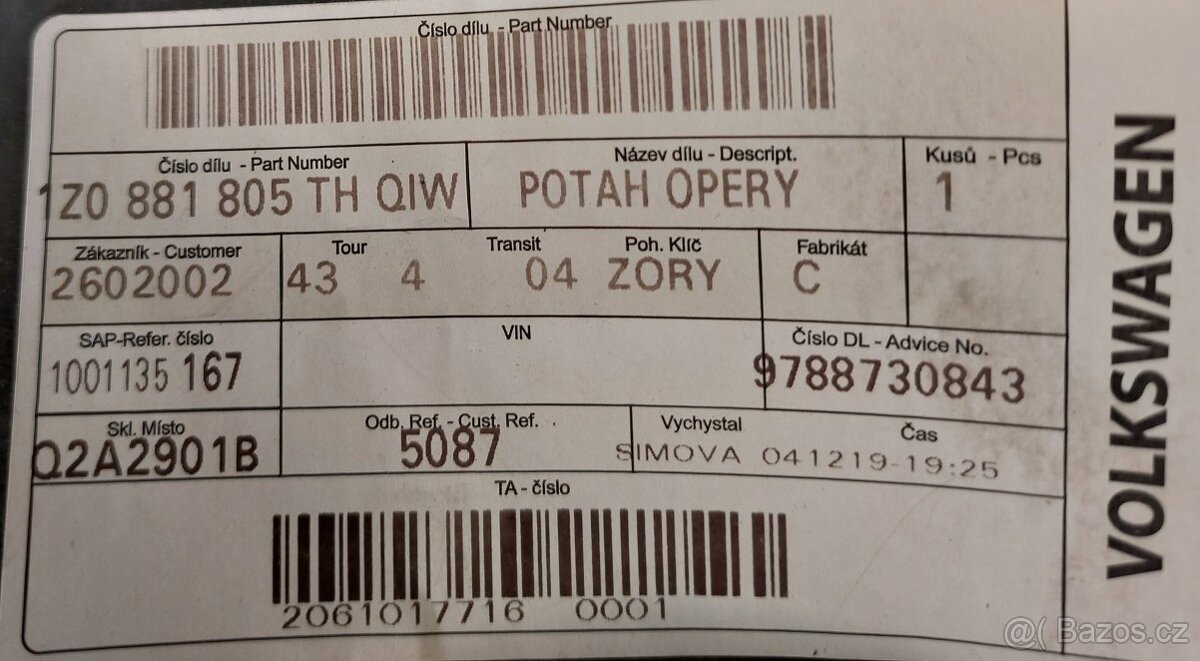 Číslo dílu - Part Number
Číslo dílu - Part Number
1Z0 881 805 TH QIW
Název dílu - Descript.
POTAH OPERY
Kusů - Pcs
1
Zákazník - Customer
2602002
Tour
43 4
Transit
04
Poh. Klíč
ZORY
Fabrikát
C
SAP-Refer. číslo
1001135 167
VIN
Číslo DL - Advice No.
9788730843
Skl. Místo
Q2A2901B
Odb. Ref. - Cust. Ref.
5087
Vychystal
Čas
SIMOVA 041219-19:25
TA - číslo
2061017716 0001
VOLKSWAGEN
@( Bazos.cz